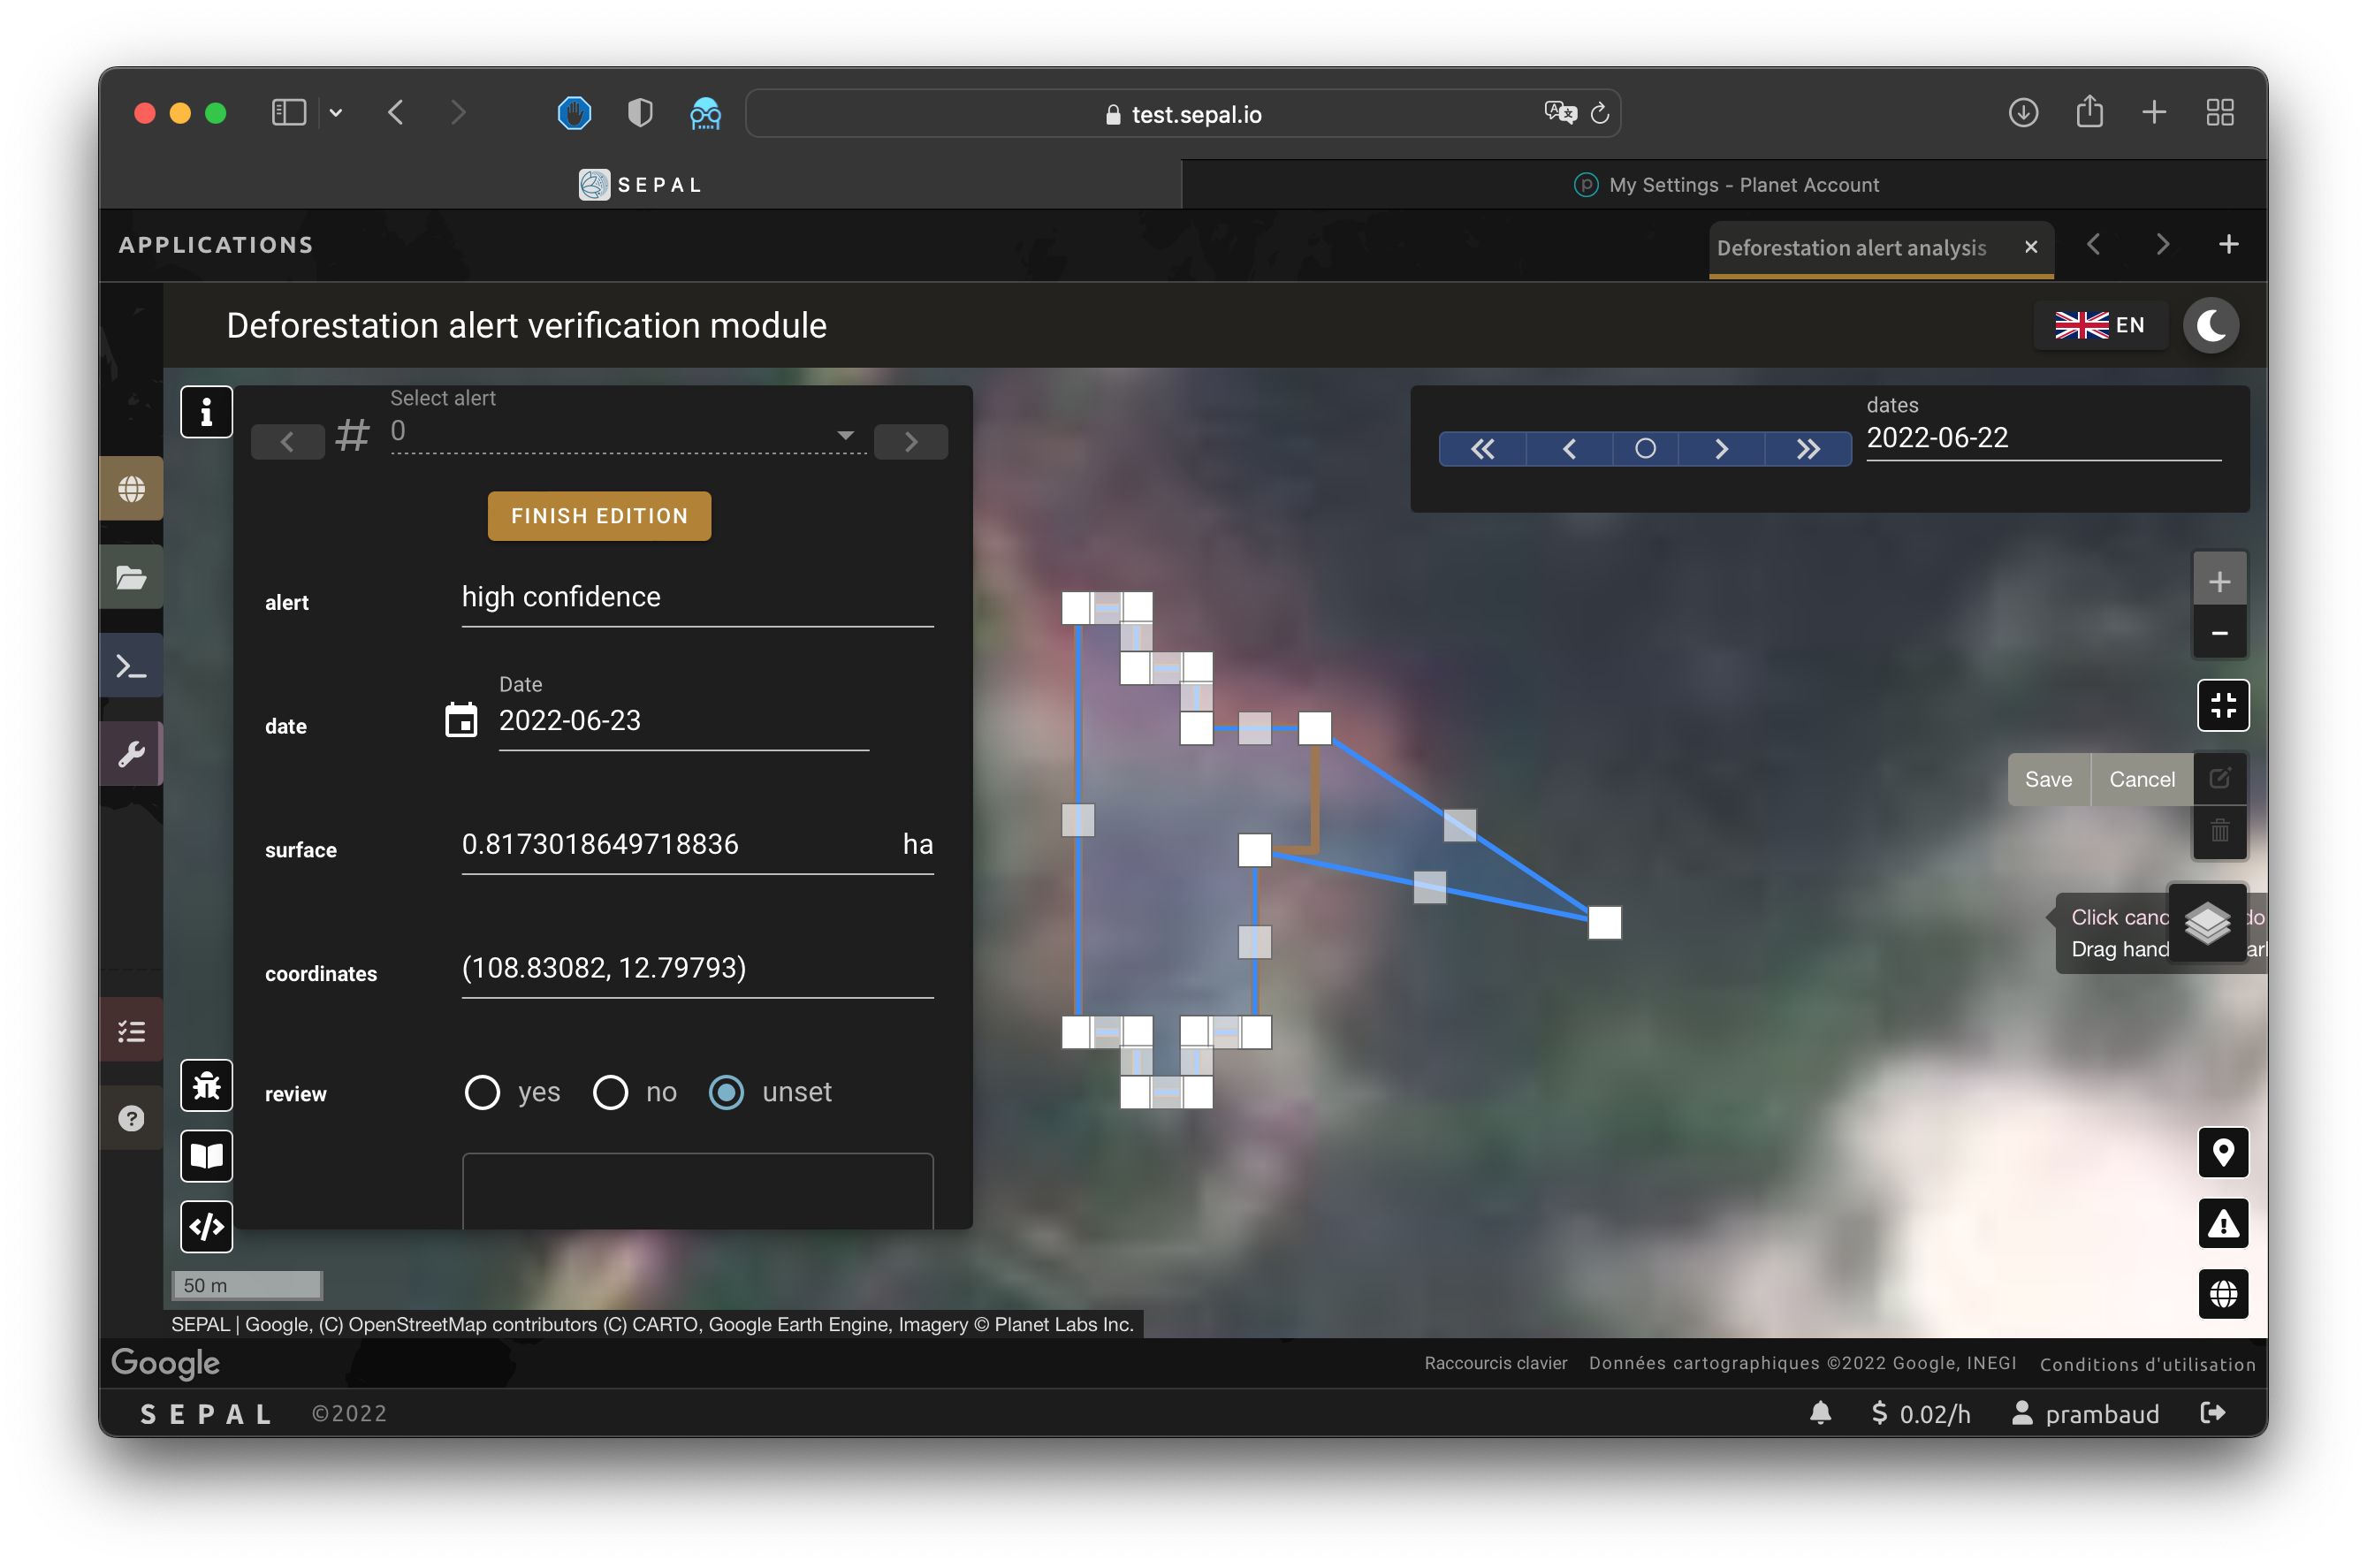 test.sepal.io
SEPAL
My Settings - Planet Account
APPLICATIONS
Deforestation alert analysis
Deforestation alert verification module
EN
Select alert
0
dates
2022-06-22
FINISH EDITION
alert
high confidence
date
Date
2022-06-23
surface
0.8173018649718836
ha
coordinates
(108.83082, 12.79793)
review
yes
no
unset
Save
Cancel
Click
Drag
50 m
SEPAL | Google, (C) OpenStreetMap contributors (C) CARTO, Google Earth Engine, Imagery © Planet Labs Inc.
Google
Raccourcis clavier
Données cartographiques ©2022 Google, INEGI
Conditions d'utilisation
SEPAL
©2022
$ 0.02/h
prambaud